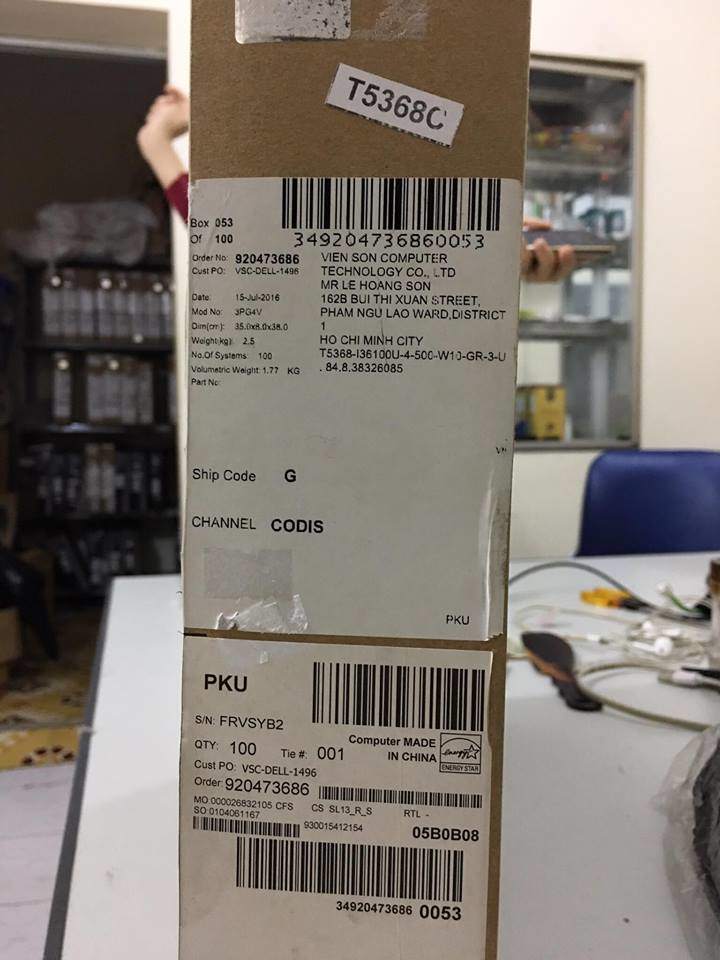 T5368C
Box 053
Of 100
349204736860053
Order No: 920473686
Cust PO: VSC-DELL-1496
Date: 15-Jul-2016
Mod No: 3PG4V
Dim(cm): 35.0x8.0x38.0
Weight(kg): 2.5
No.Of Systems: 100
Volumetric Weight: 1.77 KG
Part No:
VIEN SON COMPUTER
TECHNOLOGY CO., LTD
MR LE HOANG SON
162B BUI THI XUAN STREET,
PHAM NGU LAO WARD,DISTRICT
1
HO CHI MINH CITY
T5368-I36100U-4-500-W10-GR-3-U
. 84.8.38326085
VN
Ship Code G
CHANNEL CODIS
PKU
PKU
S/N: FRVSYB2
QTY: 100 Tie #: 001
Computer MADE
IN CHINA
energy
ENERGY STAR
Cust PO: VSC-DELL-1496
Order: 920473686
MO:000026832105 CFS CS SL13_R_S RTL -
SO:0104061167
930015412154
05B0B08
34920473686 0053